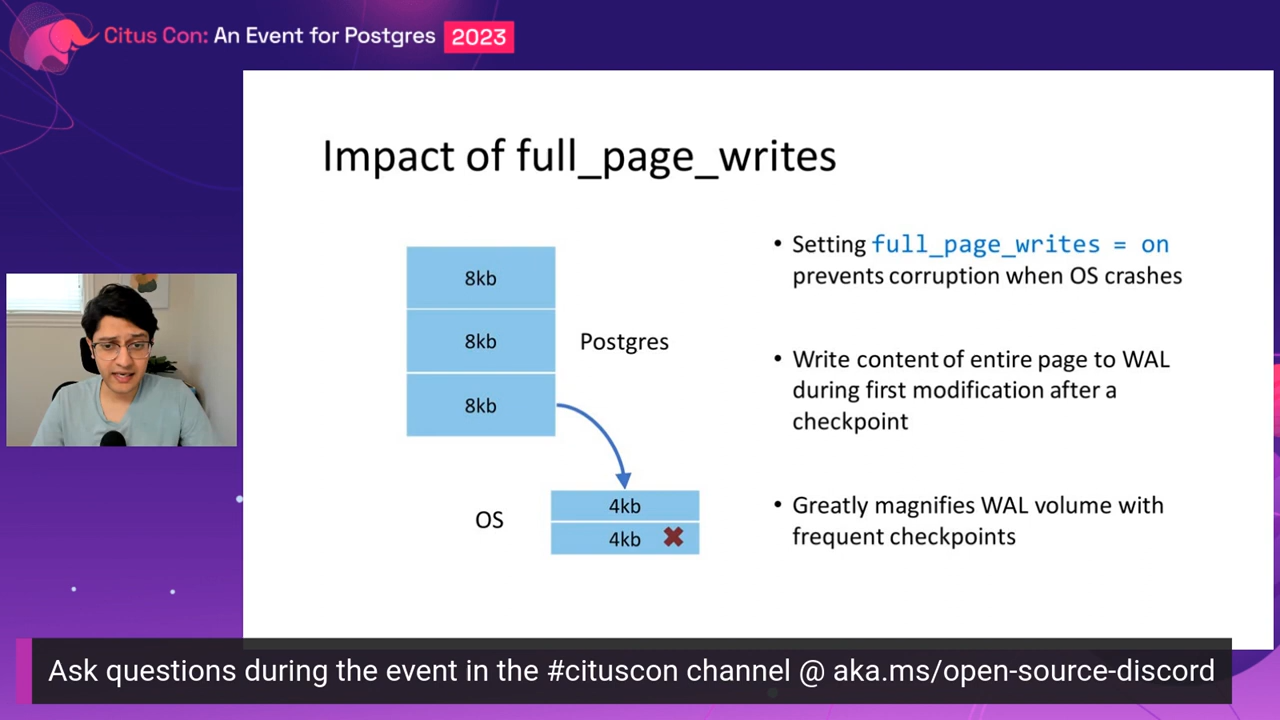 Citus Con: An Event for Postgres 2023
Impact of full_page_writes
8kb
8kb
8kb
Postgres
OS
4kb
4kb
• Setting full_page_writes = on
prevents corruption when OS crashes
• Write content of entire page to WAL
during first modification after a
checkpoint
• Greatly magnifies WAL volume with
frequent checkpoints
Ask questions during the event in the #cituscon channel @ aka.ms/open-source-discord